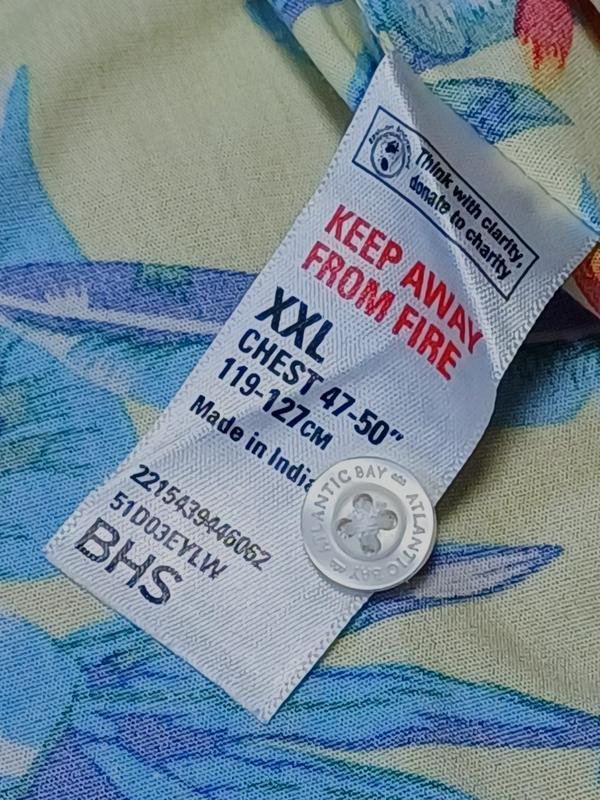 Think with clarity,
donate to charity
KEEP AWAY
FROM FIRE
XXL
CHEST 47-50"
119-127CM
Made in India
2215439446062
51D03EYLW
BHS
ATLANTIC BAY ATLANTIC BAY